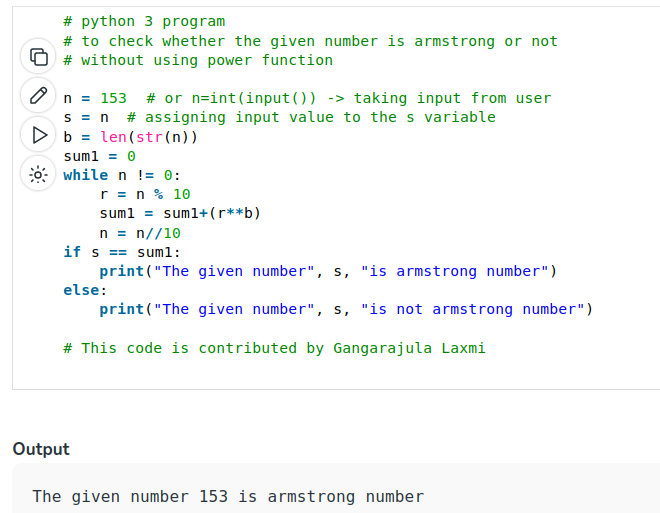 # python 3 program
# to check whether the given number is armstrong or not
# without using power function

n = 153  # or n=int(input()) -> taking input from user
s = n  # assigning input value to the s variable
b = len(str(n))
sum1 = 0
while n != 0:
    r = n % 10
    sum1 = sum1+(r**b)
    n = n//10
if s == sum1:
    print("The given number", s, "is armstrong number")
else:
    print("The given number", s, "is not armstrong number")

# This code is contributed by Gangarajula Laxmi

Output
The given number 153 is armstrong number